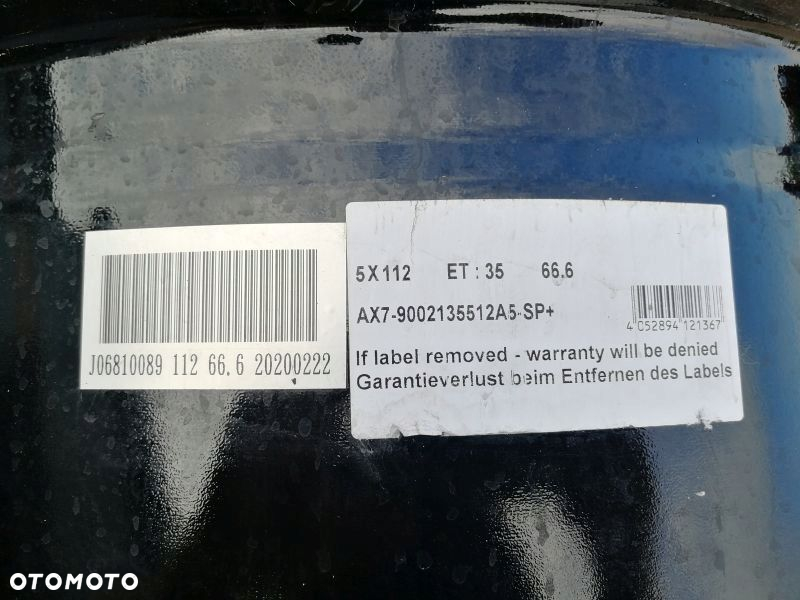 J06810089 112 66.6 20200222
5X112 ET : 35 66.6
AX7-9002135512A5-SP+
4 052894 121367
If label removed - warranty will be denied
Garantieverlust beim Entfernen des Labels
OTOMOTO